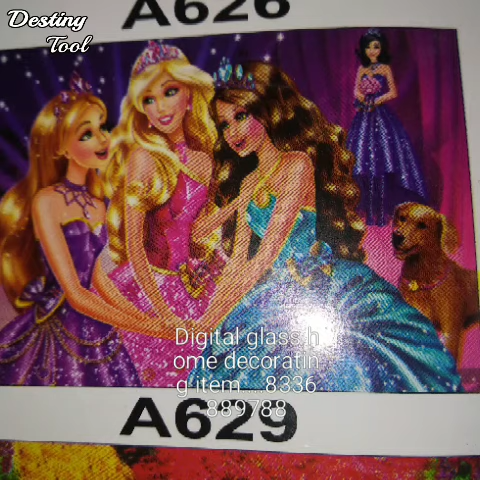 A626
Destiny
Tool
Digital glass h
ome decoratin
g item 8336
889788
A629